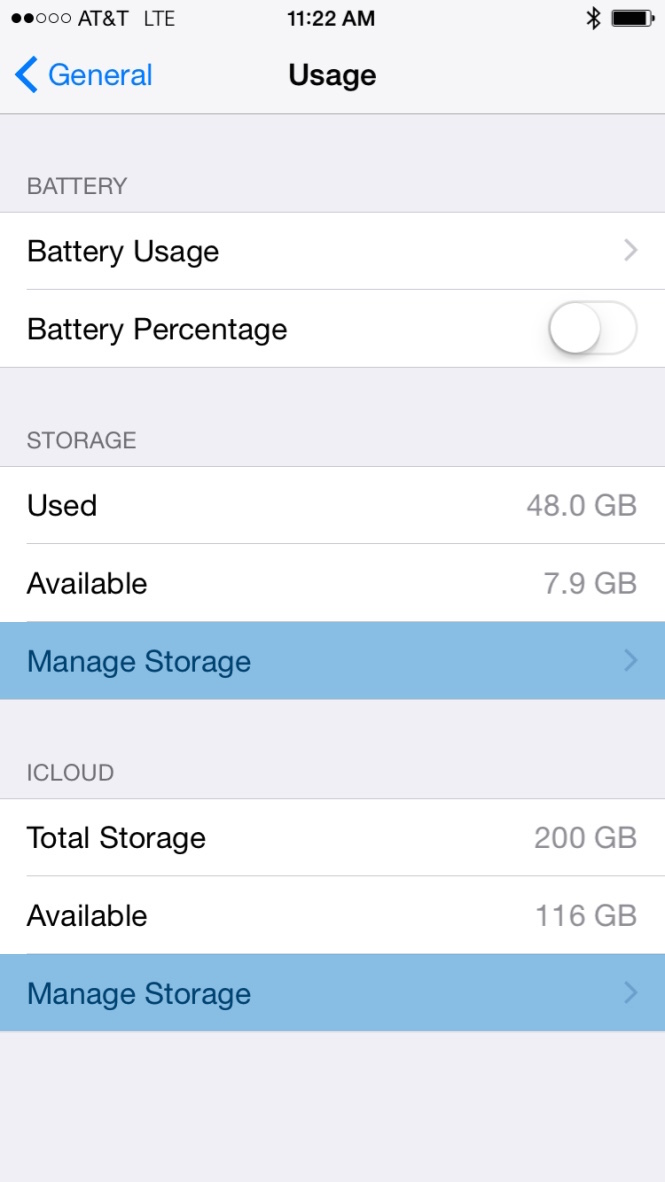 AT&T LTE 11:22 AM
General Usage
BATTERY
Battery Usage
Battery Percentage
STORAGE
Used 48.0 GB
Available 7.9 GB
Manage Storage
ICLOUD
Total Storage 200 GB
Available 116 GB
Manage Storage